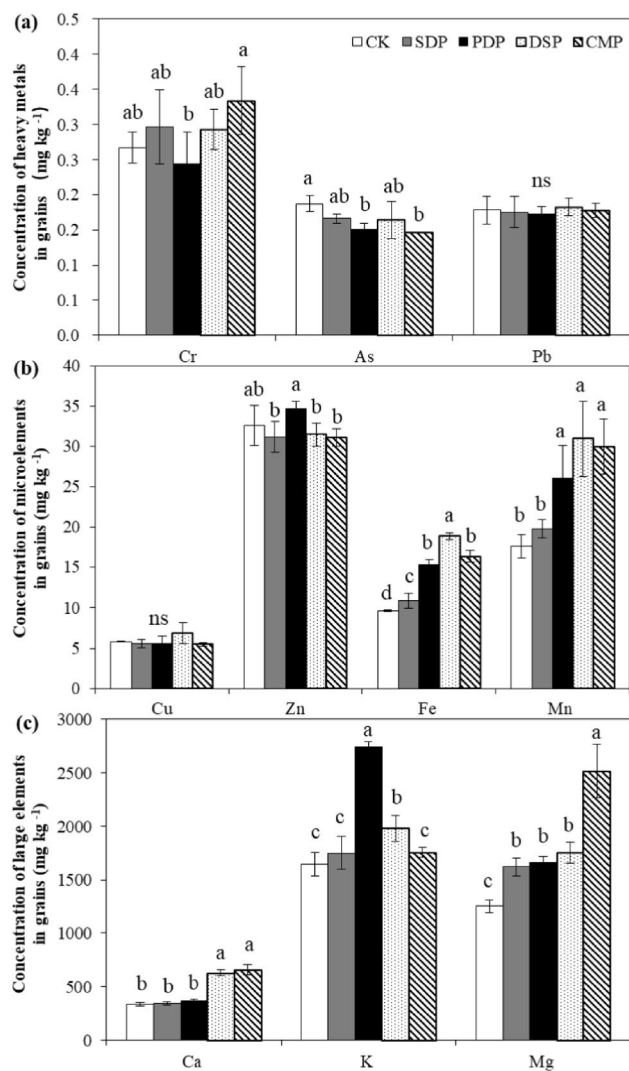 (a)
Concentration of heavy metals
in grains (mg kg -1)
0.5
0.4
0.4
0.3
0.3
0.2
0.2
0.1
0.1
0.0
CK SDP PDP DSP CMP
ab ab b ab a
a ab b ab b
ns
Cr As Pb
(b)
Concentration of microelements
in grains (mg kg -1)
40
35
30
25
20
15
10
5
0
ns
ab b a b b
d c b a b
b b a a a
Cu Zn Fe Mn
(c)
Concentration of large elements
in grains (mg kg -1)
3000
2500
2000
1500
1000
500
0
b b b a a
c c a b c
c b b b a
Ca K Mg